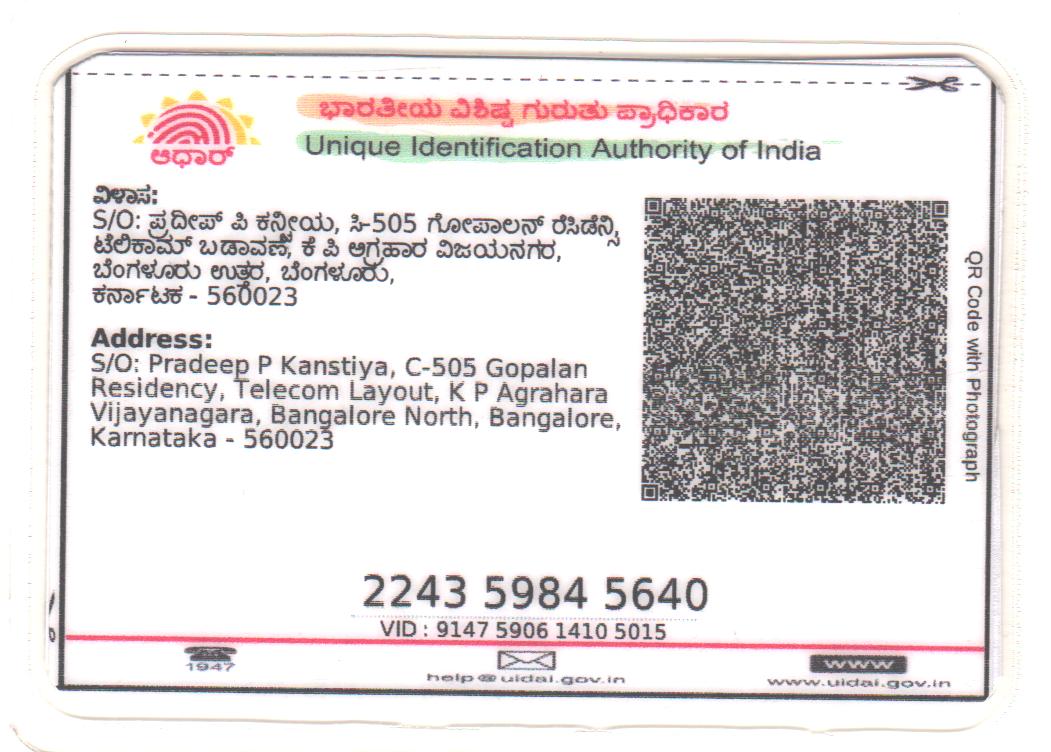 ಭಾರತೀಯ ವಿಶಿಷ್ಟ ಗುರುತು ಪ್ರಾಧಿಕಾರ
ಆಧಾರ್
Unique Identification Authority of India
ವಿಳಾಸ:
S/O: ಪ್ರದೀಪ್ ಪಿ ಕನ್ಸ್ಟೀಯ, ಸಿ-505 ಗೋಪಾಲನ್ ರೆಸಿಡೆನ್ಸಿ,
ಟೆಲಿಕಾಮ್ ಬಡಾವಣೆ, ಕೆ ಪಿ ಅಗ್ರಹಾರ ವಿಜಯನಗರ,
ಬೆಂಗಳೂರು ಉತ್ತರ, ಬೆಂಗಳೂರು,
ಕರ್ನಾಟಕ - 560023
Address:
S/O: Pradeep P Kanstiya, C-505 Gopalan
Residency, Telecom Layout, K P Agrahara
Vijayanagara, Bangalore North, Bangalore,
Karnataka - 560023
QR Code with Photograph
2243 5984 5640
VID : 9147 5906 1410 5015
1947
help@uidai.gov.in
www
www.uidai.gov.in